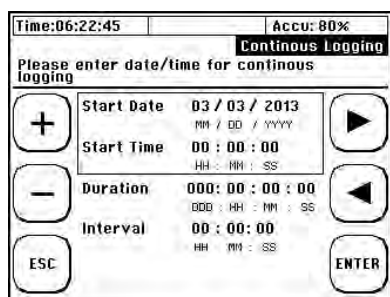 Time:06:22:45 Accu: 80%
Continous Logging
Please enter date/time for continous
logging
+ Start Date 03 / 03 / 2013
MM / DD / YYYY
Start Time 00 : 00 : 00
HH : MM : SS
- Duration 000: 00 : 00 : 00
DDD : HH : MM : SS
Interval 00 : 00: 00
HH MM : SS
ESC ENTER